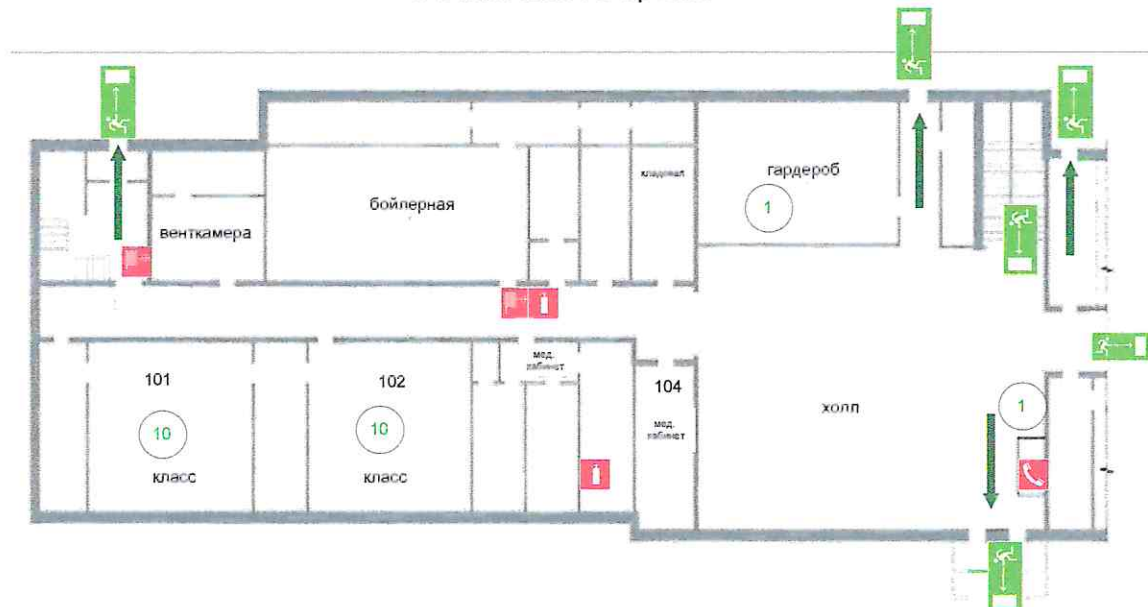 кладовая
гардероб
1
бойлерная
венткамера
мед.
кабинет
101
102
104
10
10
мед.
кабинет
холл
1
класс
класс